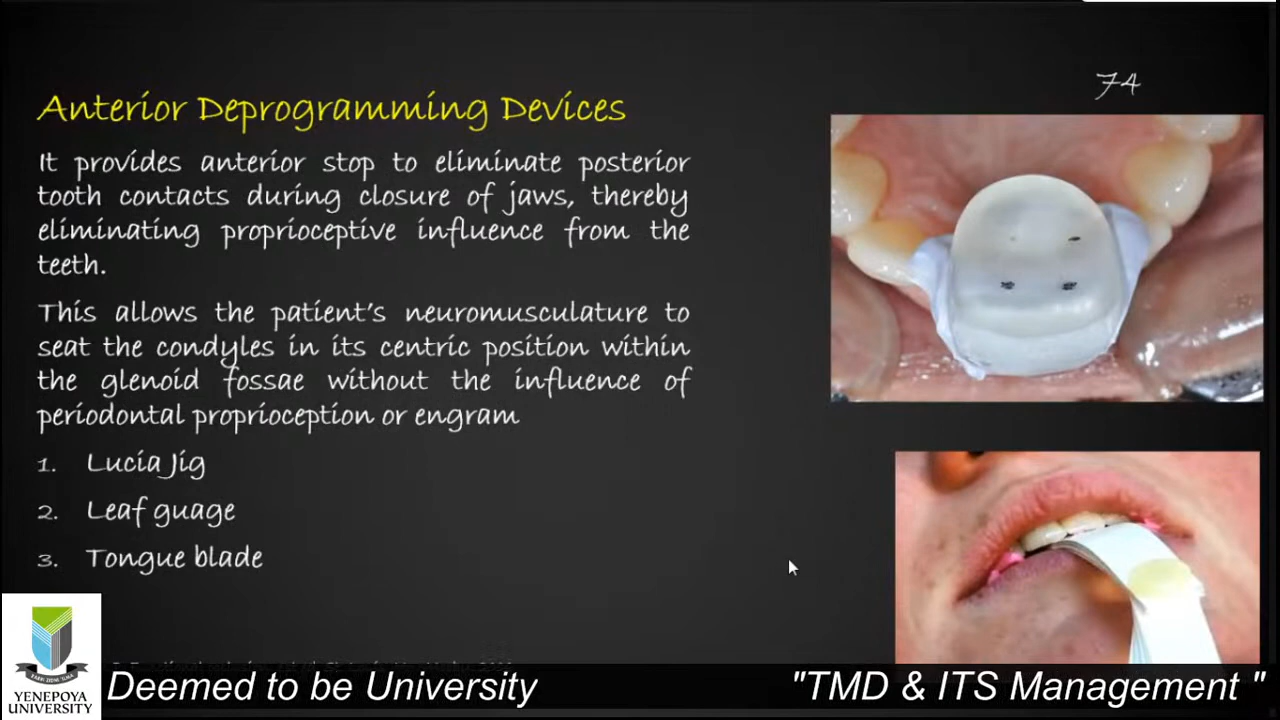 74
Anterior Deprogramming Devices
It provides anterior stop to eliminate posterior
tooth contacts during closure of jaws, thereby
eliminating proprioceptive influence from the
teeth.
This allows the patient's neuromusculature to
seat the condyles in its centric position within
the glenoid fossae without the influence of
periodontal proprioception or engram
1. Lucia Jig
2. Leaf guage
3. Tongue blade
YENEPOYA
UNIVERSITY
Deemed to be University
"TMD & ITS Management "